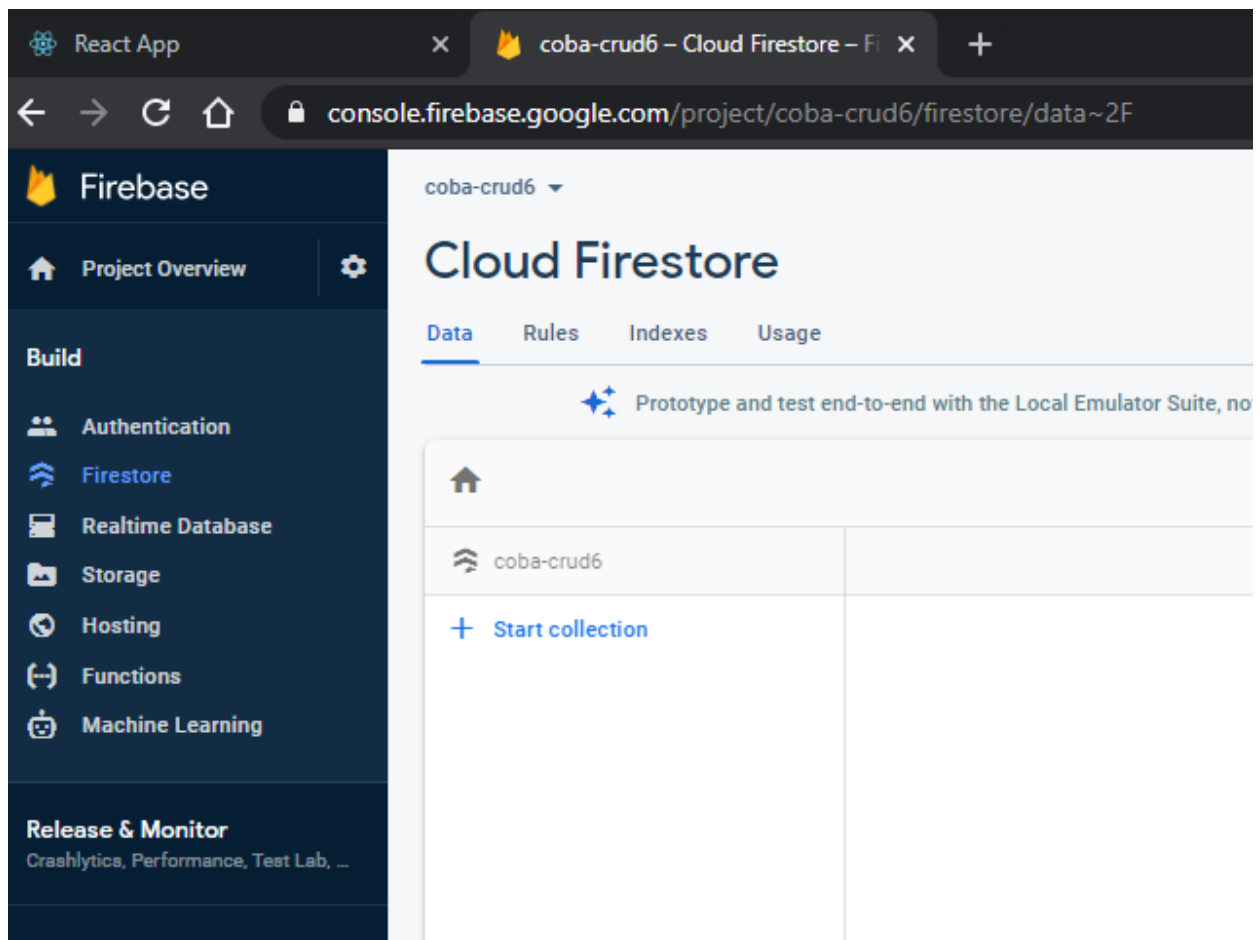 React App
coba-crud6 – Cloud Firestore – Fi
console.firebase.google.com/project/coba-crud6/firestore/data~2F
Firebase
Project Overview
Build
Authentication
Firestore
Realtime Database
Storage
Hosting
Functions
Machine Learning
Release & Monitor
Crashlytics, Performance, Test Lab, …
coba-crud6
Cloud Firestore
Data Rules Indexes Usage
Prototype and test end-to-end with the Local Emulator Suite, no
coba-crud6
+ Start collection